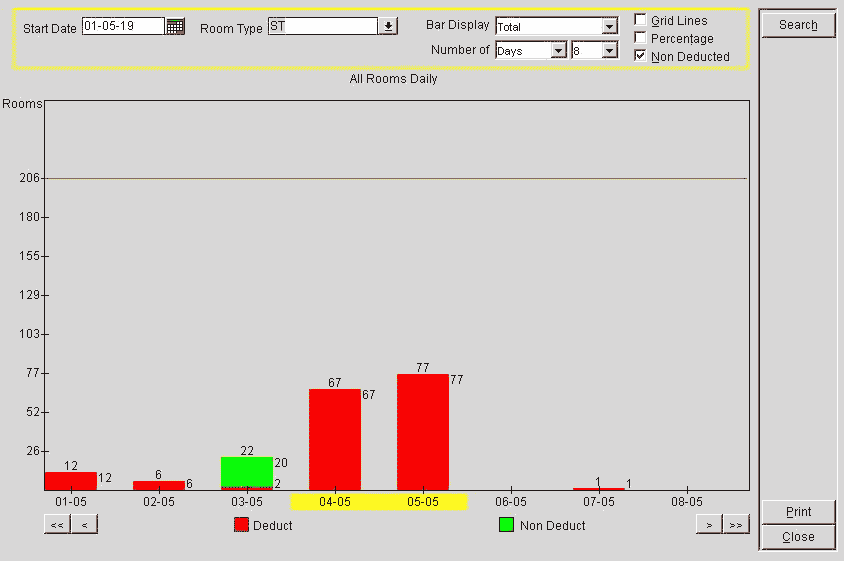 Start Date 01-05-19 Room Type ST Bar Display Total Grid Lines Search
Number of Days 8 Percentage
Non Deducted
All Rooms Daily
Rooms
206
180
155
129
103
77
52
26
12 12 6 6 22 20 2 67 67 77 77 1 1
01-05 02-05 03-05 04-05 05-05 06-05 07-05 08-05
<< < Deduct Non Deduct > >>
Print
Close